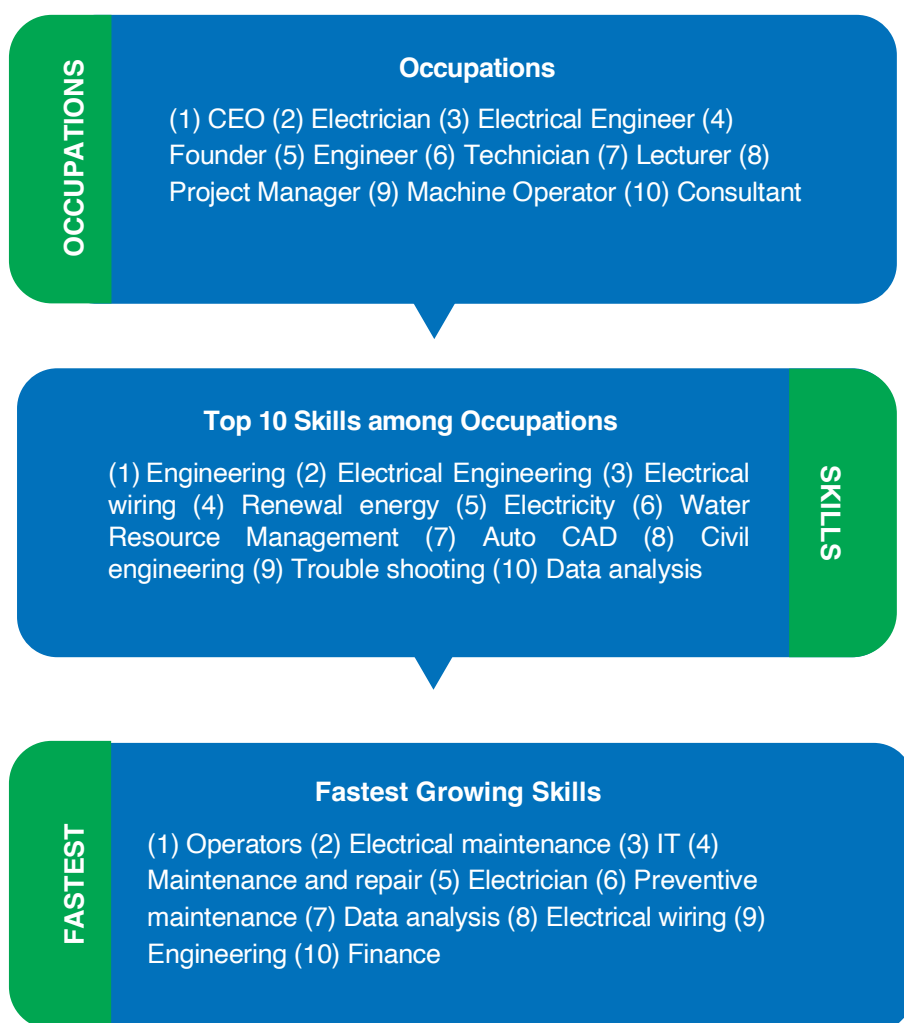 OCCUPATIONS
Occupations
(1) CEO (2) Electrician (3) Electrical Engineer (4)
Founder (5) Engineer (6) Technician (7) Lecturer (8)
Project Manager (9) Machine Operator (10) Consultant
Top 10 Skills among Occupations
(1) Engineering (2) Electrical Engineering (3) Electrical
wiring (4) Renewal energy (5) Electricity (6) Water
Resource Management (7) Auto CAD (8) Civil
engineering (9) Trouble shooting (10) Data analysis
SKILLS
FASTEST
Fastest Growing Skills
(1) Operators (2) Electrical maintenance (3) IT (4)
Maintenance and repair (5) Electrician (6) Preventive
maintenance (7) Data analysis (8) Electrical wiring (9)
Engineering (10) Finance